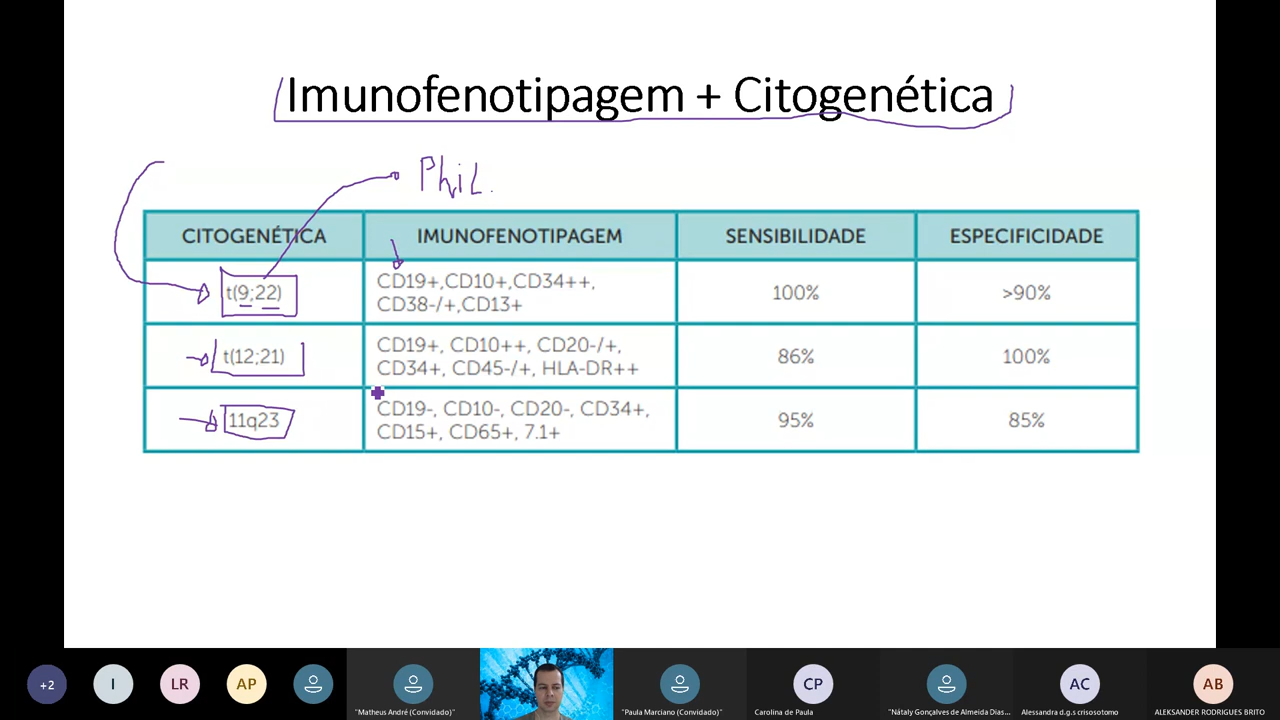 Imunofenotipagem + Citogenética
Phil.
CITOGENÉTICA IMUNOFENOTIPAGEM SENSIBILIDADE ESPECIFICIDADE
t(9;22) CD19+,CD10+,CD34++, 100% >90%
CD38-/+,CD13+
t(12;21) CD19+, CD10++, CD20-/+, 86% 100%
CD34+, CD45-/+, HLA-DR++
11q23 CD19-, CD10-, CD20-, CD34+, 95% 85%
CD15+, CD65+, 7.1+
+2 I LR AP CP AC AB
"Matheus André (Convidado)" "Paula Marciano (Convidado)" Carolina de Paula "Nátaly Gonçalves de Almeida Dias... Alessandra d.g.s crisosotomo ALEKSANDER RODRIGUES BRITO